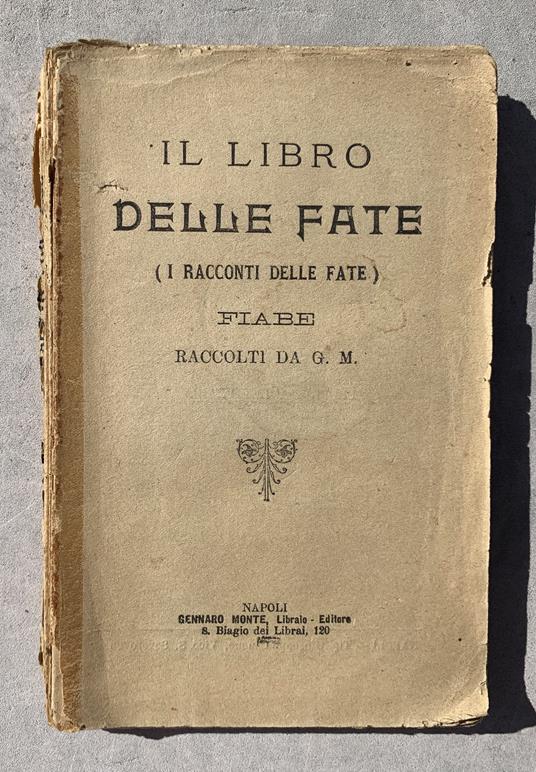 IL LIBRO
DELLE FATE
(I RACCONTI DELLE FATE)
FIABE
RACCOLTI DA G. M.
NAPOLI
GENNARO MONTE, Libraio - Editore
S. Biagio dei Librai, 120